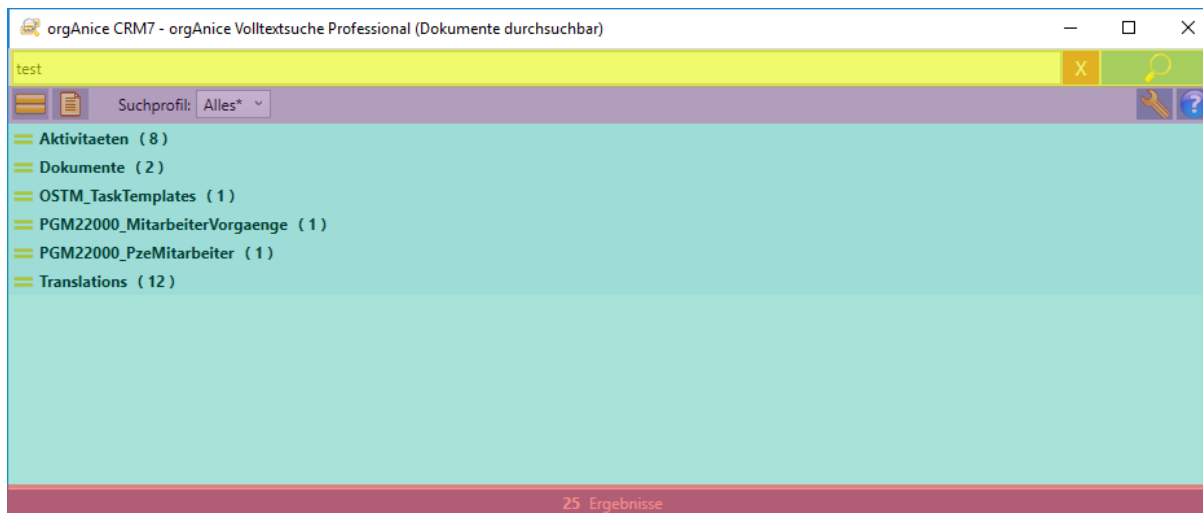 orgAnice CRM7 - orgAnice Volltextsuche Professional (Dokumente durchsuchbar)
test X
Suchprofil: Alles* ?
Aktivitaeten ( 8 )
Dokumente ( 2 )
OSTM_TaskTemplates ( 1 )
PGM22000_MitarbeiterVorgaenge ( 1 )
PGM22000_PzeMitarbeiter ( 1 )
Translations ( 12 )
25 Ergebnisse